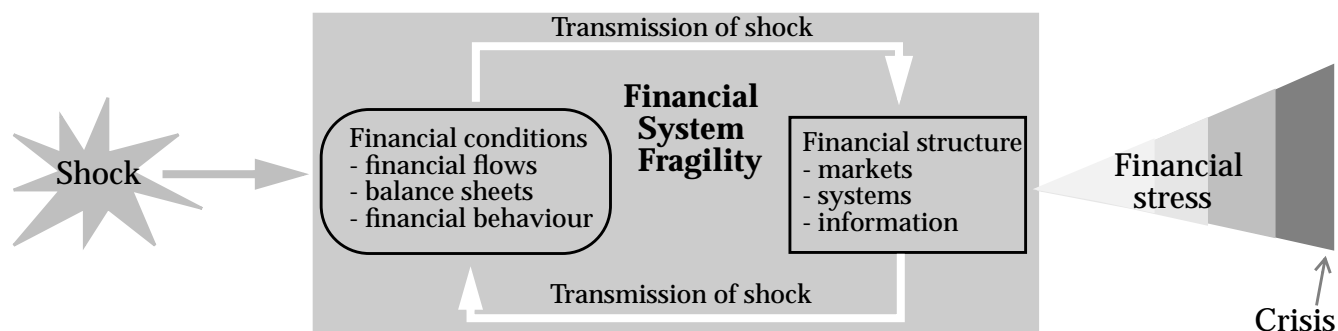 Transmission of shock
Shock
Financial conditions
- financial flows
- balance sheets
- financial behaviour
Financial
System
Fragility
Financial structure
- markets
- systems
- information
Transmission of shock
Financial
stress
Crisis